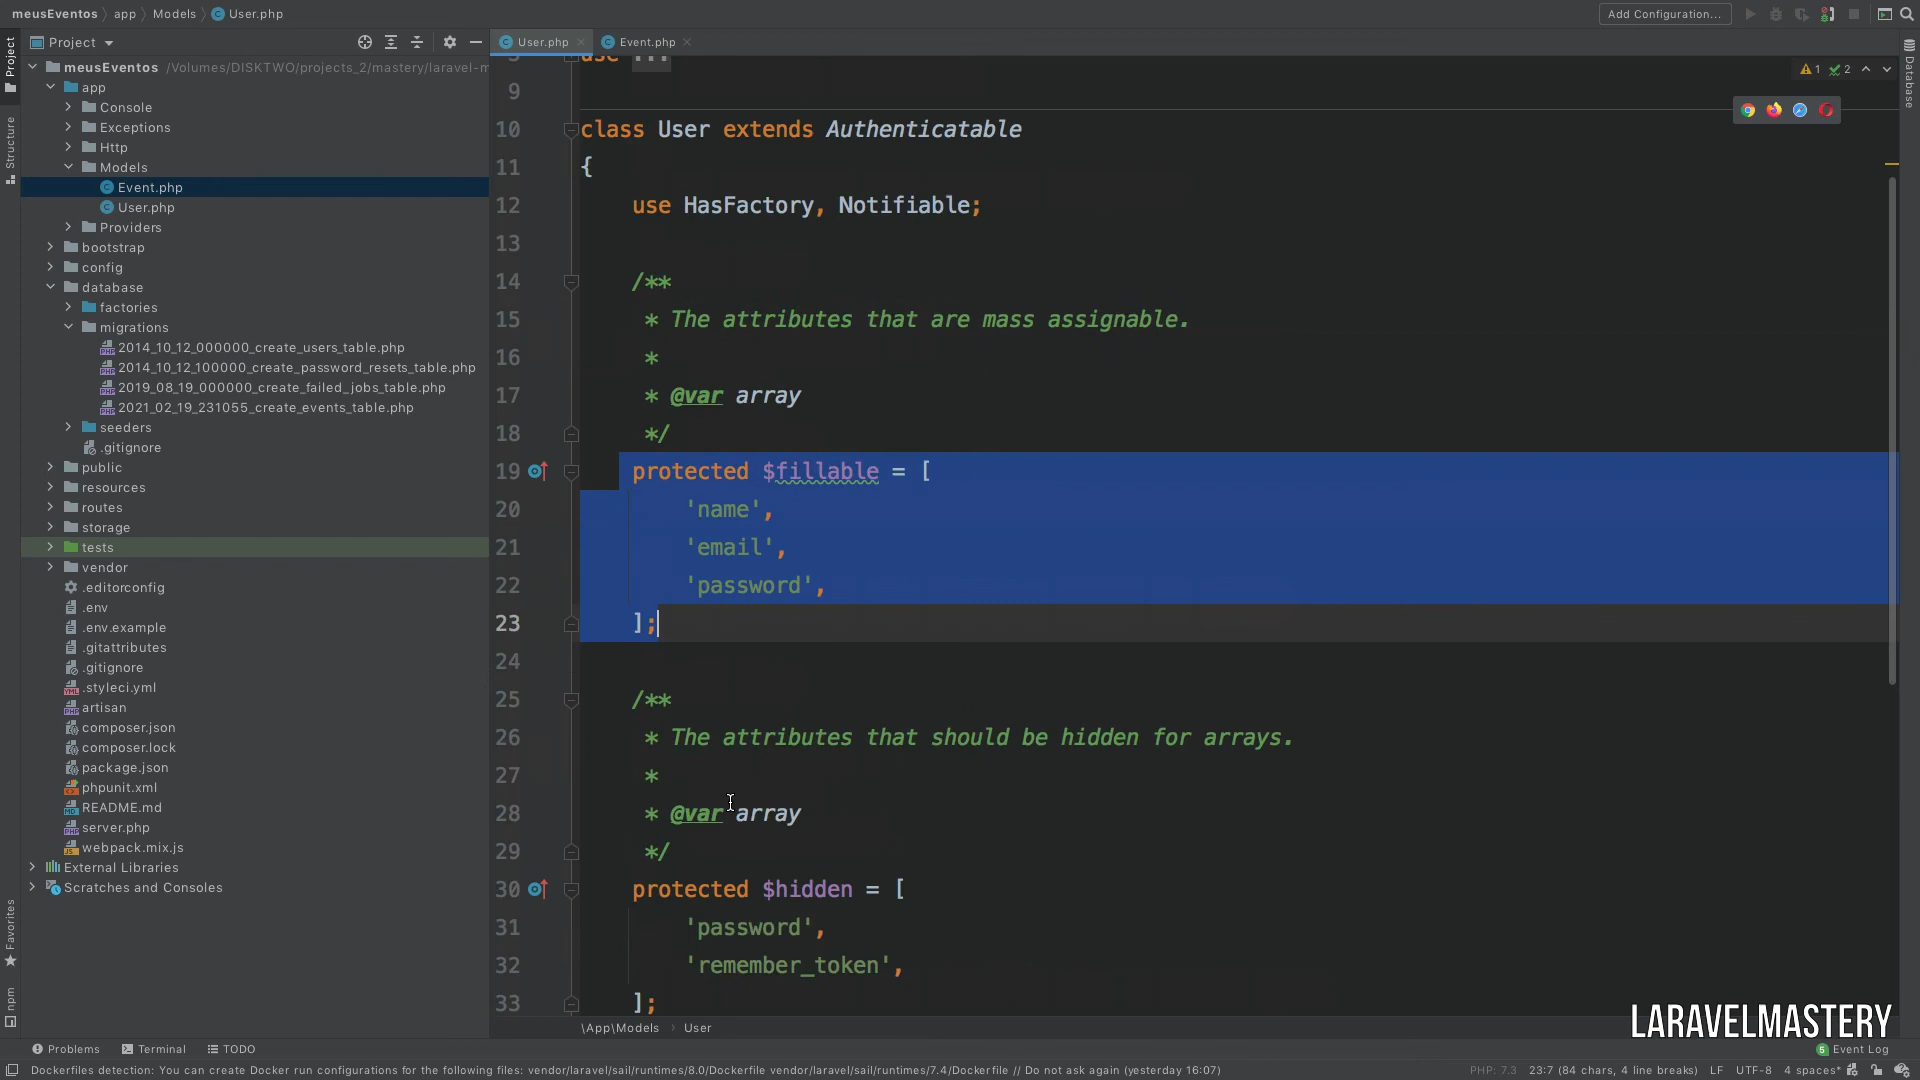 meusEventos app Models User.php Add Configuration...
Project
Project
User.php
Event.php
meusEventos /Volumes/DISKTWO/projects_2/mastery/laravel-m
app
Console
Exceptions
Http
Models
Event.php
User.php
Providers
bootstrap
config
database
factories
migrations
2014_10_12_000000_create_users_table.php
2014_10_12_100000_create_password_resets_table.php
2019_08_19_000000_create_failed_jobs_table.php
2021_02_19_231055_create_events_table.php
seeders
.gitignore
public
resources
routes
storage
tests
vendor
.editorconfig
.env
.env.example
.gitattributes
.gitignore
.styleci.yml
artisan
composer.json
composer.lock
package.json
phpunit.xml
README.md
server.php
webpack.mix.js
External Libraries
Scratches and Consoles
Structure
Favorites
npm
Database
1 2
use ...
9
10 class User extends Authenticatable
11 {
12 use HasFactory, Notifiable;
13
14 /**
15 * The attributes that are mass assignable.
16 *
17 * @var array
18 */
19 protected $fillable = [
20 'name',
21 'email',
22 'password',
23 ];
24
25 /**
26 * The attributes that should be hidden for arrays.
27 *
28 * @var array
29 */
30 protected $hidden = [
31 'password',
32 'remember_token',
33 ];
\App\Models User
LARAVELMASTERY
Problems Terminal TODO
5 Event Log
Dockerfiles detection: You can create Docker run configurations for the following files: vendor/laravel/sail/runtimes/8.0/Dockerfile vendor/laravel/sail/runtimes/7.4/Dockerfile // Do not ask again (yesterday 16:07)
PHP: 7.3 23:7 (84 chars, 4 line breaks) LF UTF-8 4 spaces*